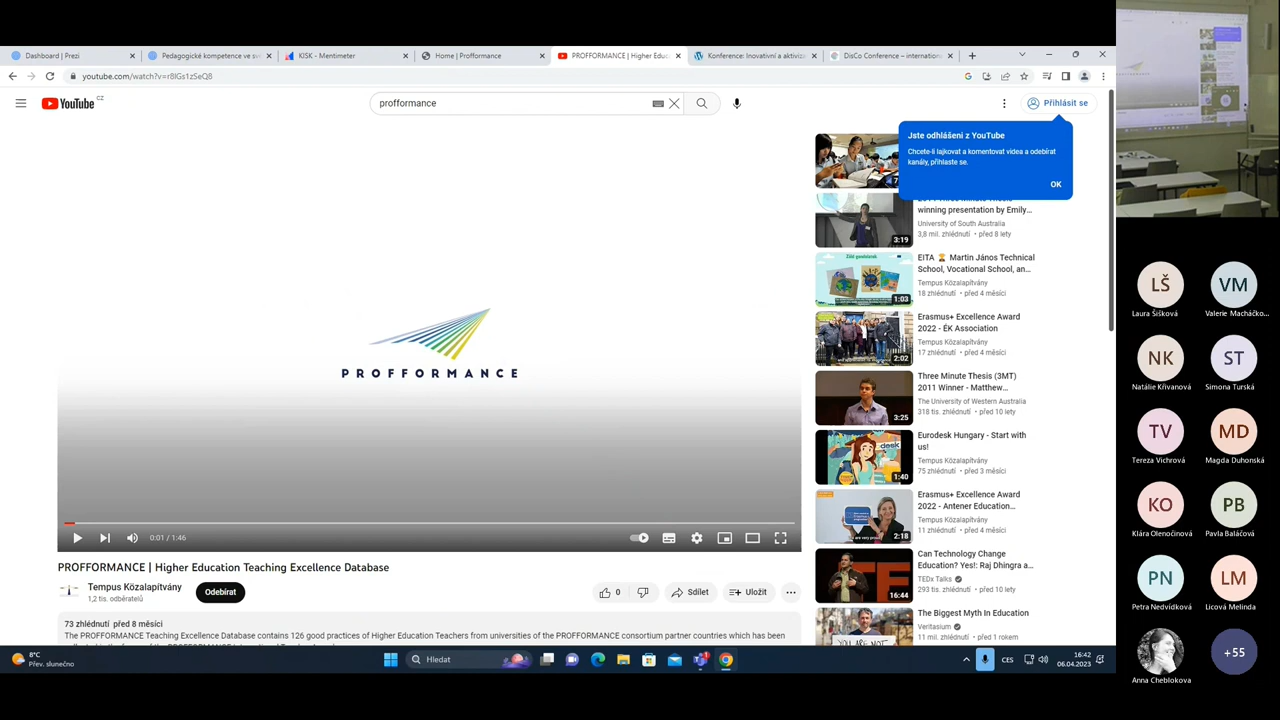 Dashboard | Prezi
Pedagogické kompetence ve sv
KISK - Mentimeter
Home | Profformance
PROFFORMANCE | Higher Educ
Konference: Inovativní a aktiviz
DisCo Conference – internation
youtube.com/watch?v=r8lGs1zSeQ8
YouTube CZ
profformance
Přihlásit se
Jste odhlášeni z YouTube
Chcete-li lajkovat a komentovat videa a odebírat
kanály, přihlaste se.
OK
winning presentation by Emily...
University of South Australia
3,8 mil. zhlédnutí • před 8 lety
3:19
EITA 🏆 Martin János Technical
School, Vocational School, an...
Tempus Közalapítvány
18 zhlédnutí • před 4 měsíci
1:03
Erasmus+ Excellence Award
2022 - ÉK Association
Tempus Közalapítvány
17 zhlédnutí • před 4 měsíci
2:02
Three Minute Thesis (3MT)
2011 Winner - Matthew...
The University of Western Australia
318 tis. zhlédnutí • před 10 lety
3:25
Eurodesk Hungary - Start with
us!
Tempus Közalapítvány
75 zhlédnutí • před 3 měsíci
1:40
Erasmus+ Excellence Award
2022 - Antener Education...
Tempus Közalapítvány
11 zhlédnutí • před 4 měsíci
2:18
Can Technology Change
Education? Yes!: Raj Dhingra a...
TEDx Talks
293 tis. zhlédnutí • před 10 lety
16:44
The Biggest Myth In Education
Veritasium
11 mil. zhlédnutí • před 1 rokem
YOU ARE NOT
PROFFORMANCE
0:01 / 1:46
PROFFORMANCE | Higher Education Teaching Excellence Database
Tempus Közalapítvány
1,2 tis. odběratelů
Odebírat
0
Sdílet
Uložit
73 zhlédnutí před 8 měsíci
The PROFFORMANCE Teaching Excellence Database contains 126 good practices of Higher Education Teachers from universities of the PROFFORMANCE consortium partner countries which has been
8°C
Přev. slunečno
Hledat
CES
16:42
06.04.2023
LŠ
Laura Šišková
VM
Valerie Macháčko...
NK
Natálie Křivanová
ST
Simona Turská
TV
Tereza Vichrová
MD
Magda Duhonská
KO
Klára Olenočinová
PB
Pavla Baláčová
PN
Petra Nedvídková
LM
Licová Melinda
Anna Cheblokova
+55